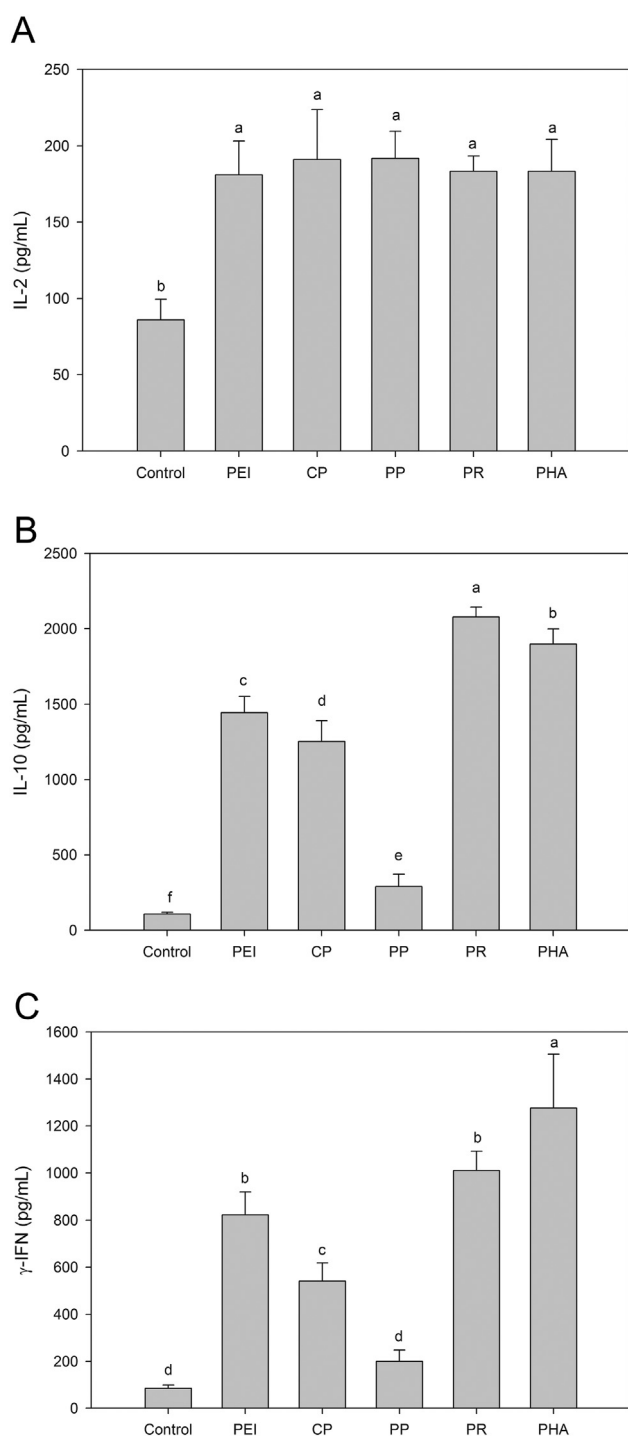 A
250
200
150
100
50
0
IL-2 (pg/mL)
b
a
a
a
a
a
Control PEI CP PP PR PHA
B
2500
2000
1500
1000
500
0
IL-10 (pg/mL)
f
c
d
e
a
b
Control PEI CP PP PR PHA
C
1600
1400
1200
1000
800
600
400
200
0
γ-IFN (pg/mL)
d
b
c
d
b
a
Control PEI CP PP PR PHA